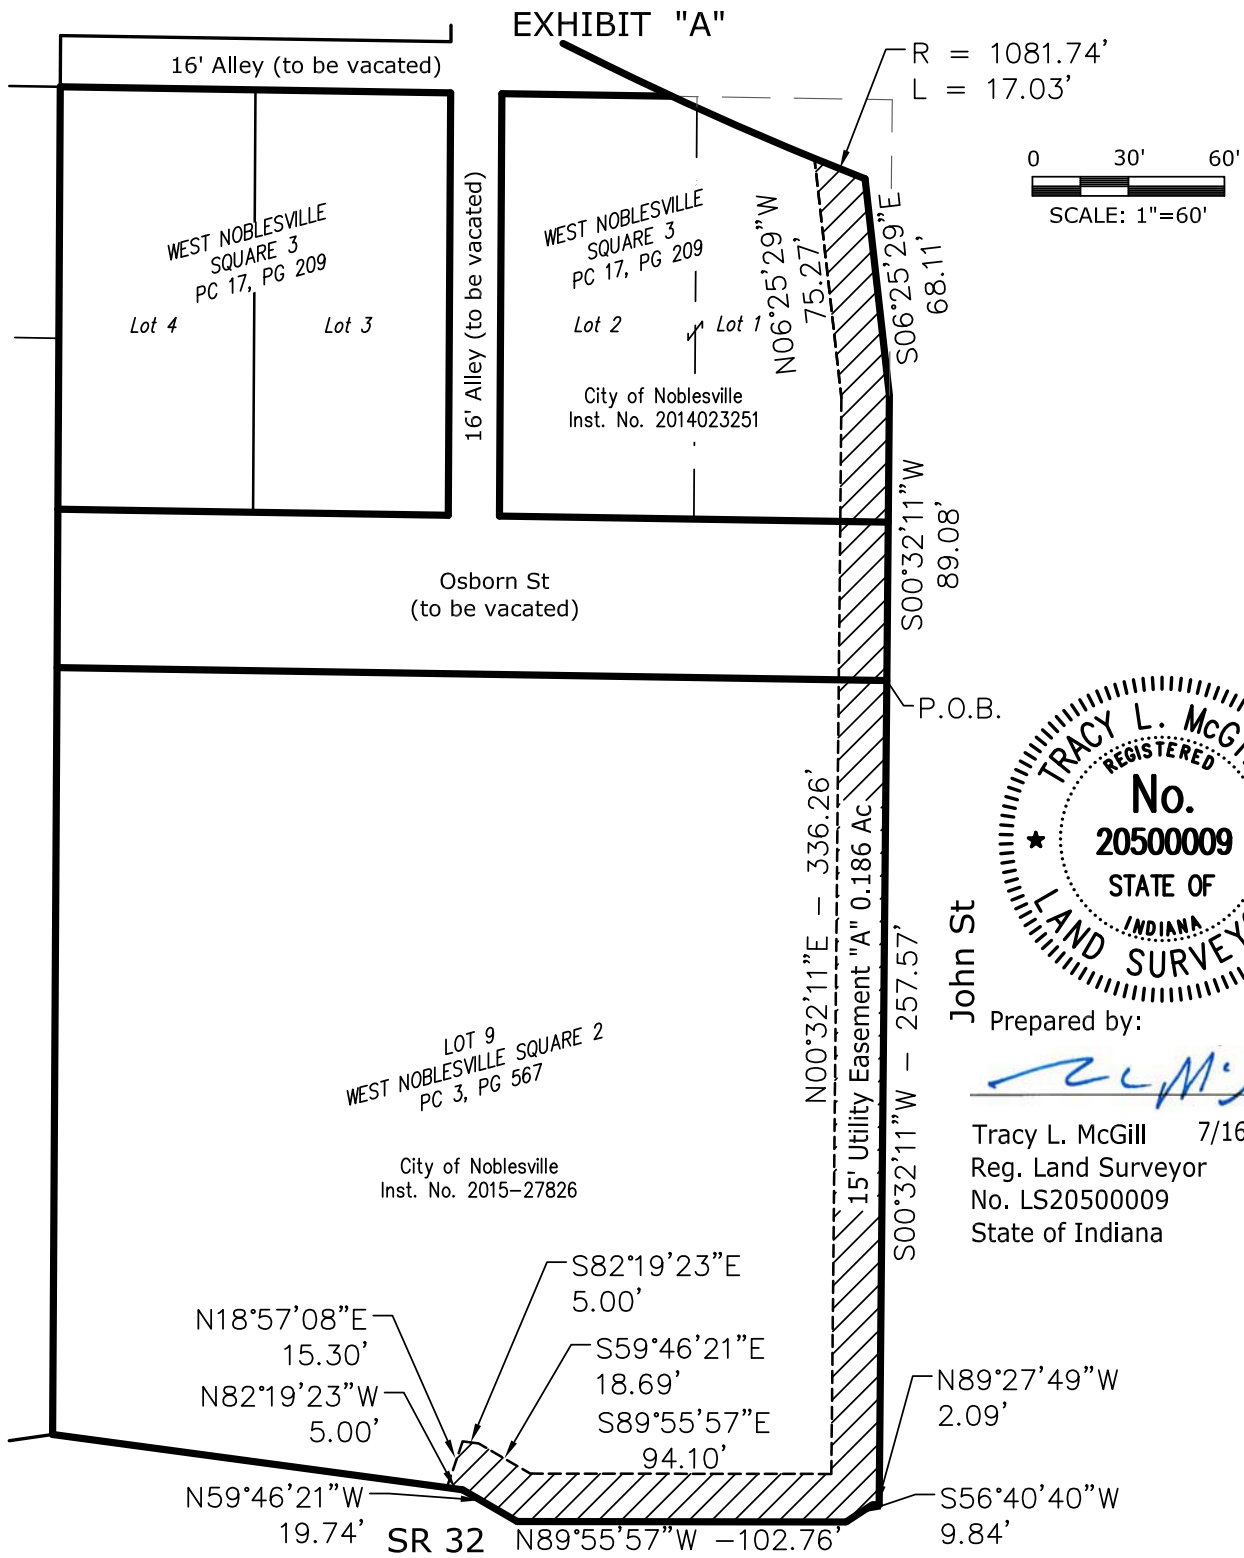 EXHIBIT "A"
16' Alley (to be vacated)
R = 1081.74'
L = 17.03'
0 30' 60'
SCALE: 1"=60'
WEST NOBLESVILLE
SQUARE 3
PC 17, PG 209
Lot 4
Lot 3
16' Alley (to be vacated)
WEST NOBLESVILLE
SQUARE 3
PC 17, PG 209
Lot 2
Lot 1
City of Noblesville
Inst. No. 2014023251
N06°25'29"W
75.27'
S06°25'29"E
68.11'
S00°32'11"W
89.08'
Osborn St
(to be vacated)
P.O.B.
TRACY L.
REGISTERED
No.
20500009
STATE OF
INDIANA
LAND
John St
Prepared by:
Tracy L. McGill
Reg. Land Surveyor
No. LS20500009
State of Indiana
N00°32'11"E – 336.26'
15' Utility Easement "A" 0.186 Ac.
S00°32'11"W – 257.57'
LOT 9
WEST NOBLESVILLE SQUARE 2
PC 3, PG 567
City of Noblesville
Inst. No. 2015-27826
S82°19'23"E
5.00'
N18°57'08"E
15.30'
S59°46'21"E
18.69'
N82°19'23"W
5.00'
S89°55'57"E
94.10'
N89°27'49"W
2.09'
N59°46'21"W
19.74'
SR 32
N89°55'57"W –102.76'
S56°40'40"W
9.84'